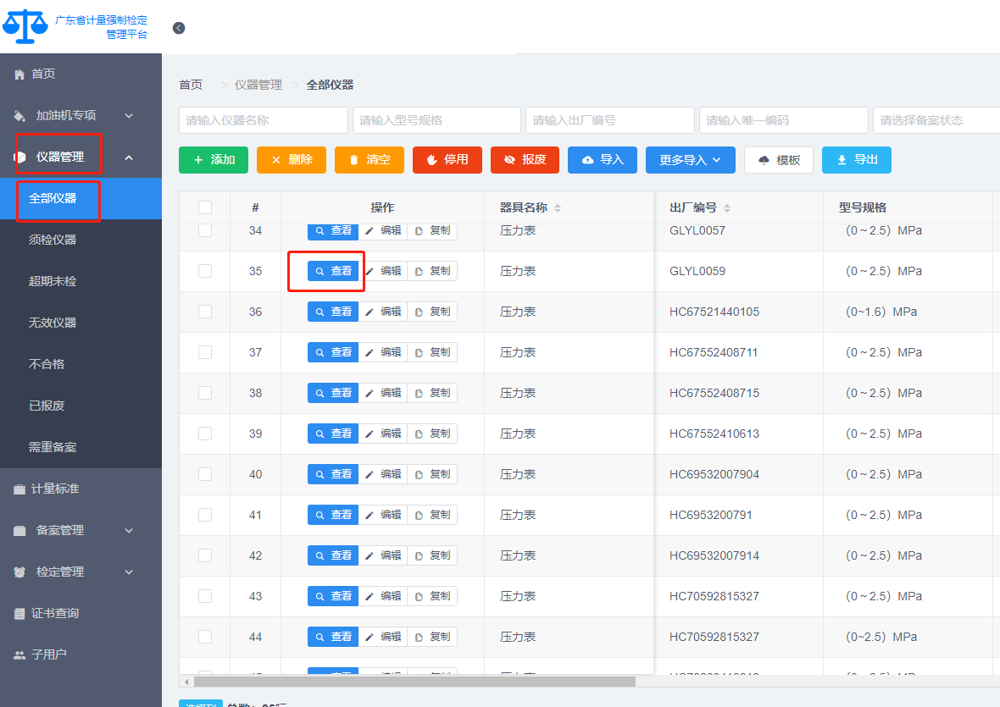 广东省计量强制检定
管理平台
首页
加油机专项
仪器管理
全部仪器
须检仪器
超期未检
无效仪器
不合格
已报废
需重备案
计量标准
备案管理
检定管理
证书查询
子用户
首页 > 仪器管理 > 全部仪器
请输入仪器名称 请输入型号规格 请输入出厂编号 请输入唯一编码 请选择备案状态
+ 添加 × 删除 清空 停用 报废 导入 更多导入 模板 导出
# 操作 器具名称 出厂编号 型号规格
34 查看 编辑 复制 压力表 GLYL0057 （0～2.5）MPa
35 查看 编辑 复制 压力表 GLYL0059 （0～2.5）MPa
36 查看 编辑 复制 压力表 HC67521440105 （0~1.6）MPa
37 查看 编辑 复制 压力表 HC67552408711 （0～2.5）MPa
38 查看 编辑 复制 压力表 HC67552408715 （0～2.5）MPa
39 查看 编辑 复制 压力表 HC67552410613 （0～2.5）MPa
40 查看 编辑 复制 压力表 HC69532007904 （0～2.5）MPa
41 查看 编辑 复制 压力表 HC6953200791 （0～2.5）MPa
42 查看 编辑 复制 压力表 HC69532007914 （0～2.5）MPa
43 查看 编辑 复制 压力表 HC70592815327 （0～2.5）MPa
44 查看 编辑 复制 压力表 HC70592815327 （0~2.5）MPa